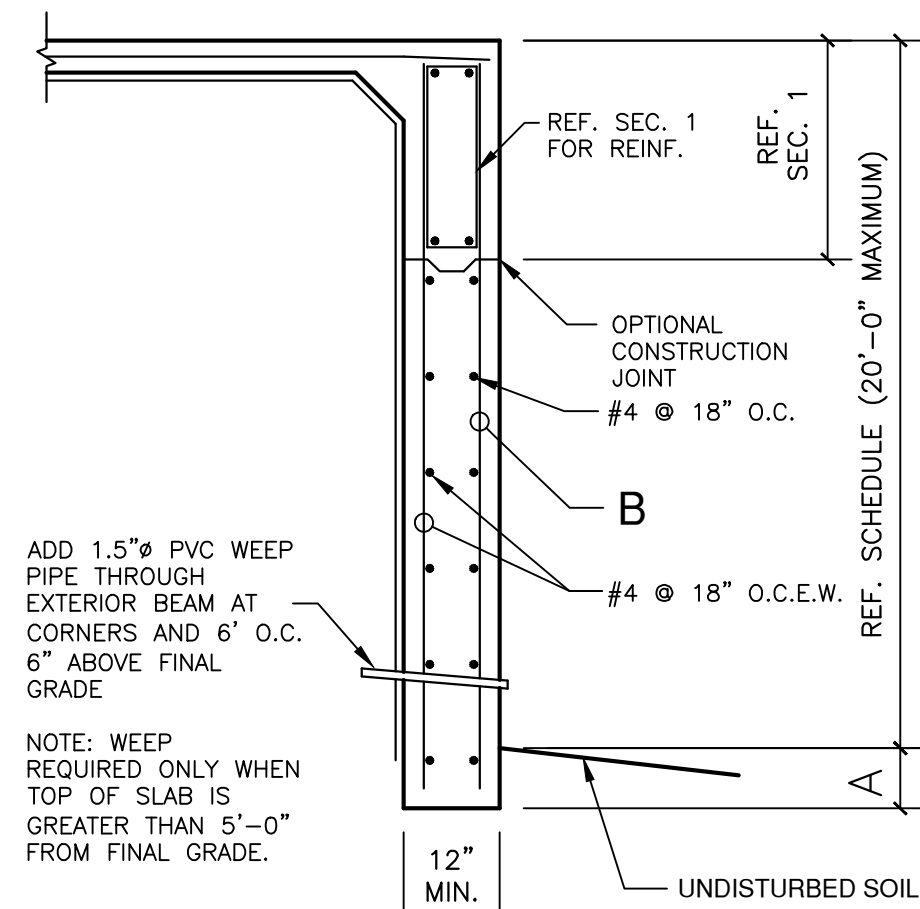 REF. SEC. 1
FOR REINF.
REF.
SEC. 1
REF. SCHEDULE (20'-0" MAXIMUM)
OPTIONAL
CONSTRUCTION
JOINT
#4 @ 18" O.C.
B
#4 @ 18" O.C.E.W.
ADD 1.5"ø PVC WEEP
PIPE THROUGH
EXTERIOR BEAM AT
CORNERS AND 6' O.C.
6" ABOVE FINAL
GRADE
NOTE: WEEP
REQUIRED ONLY WHEN
TOP OF SLAB IS
GREATER THAN 5'-0"
FROM FINAL GRADE.
A
12"
MIN.
UNDISTURBED SOIL